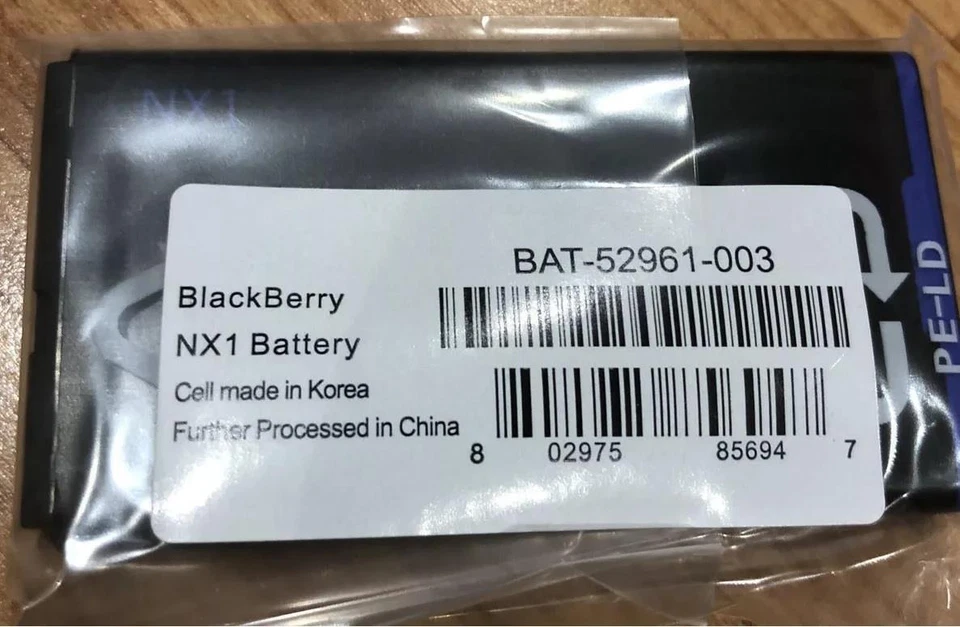 NX1
BAT-52961-003
BlackBerry
NX1 Battery
Cell made in Korea
Further Processed in China
8 02975 85694 7
PE-LD